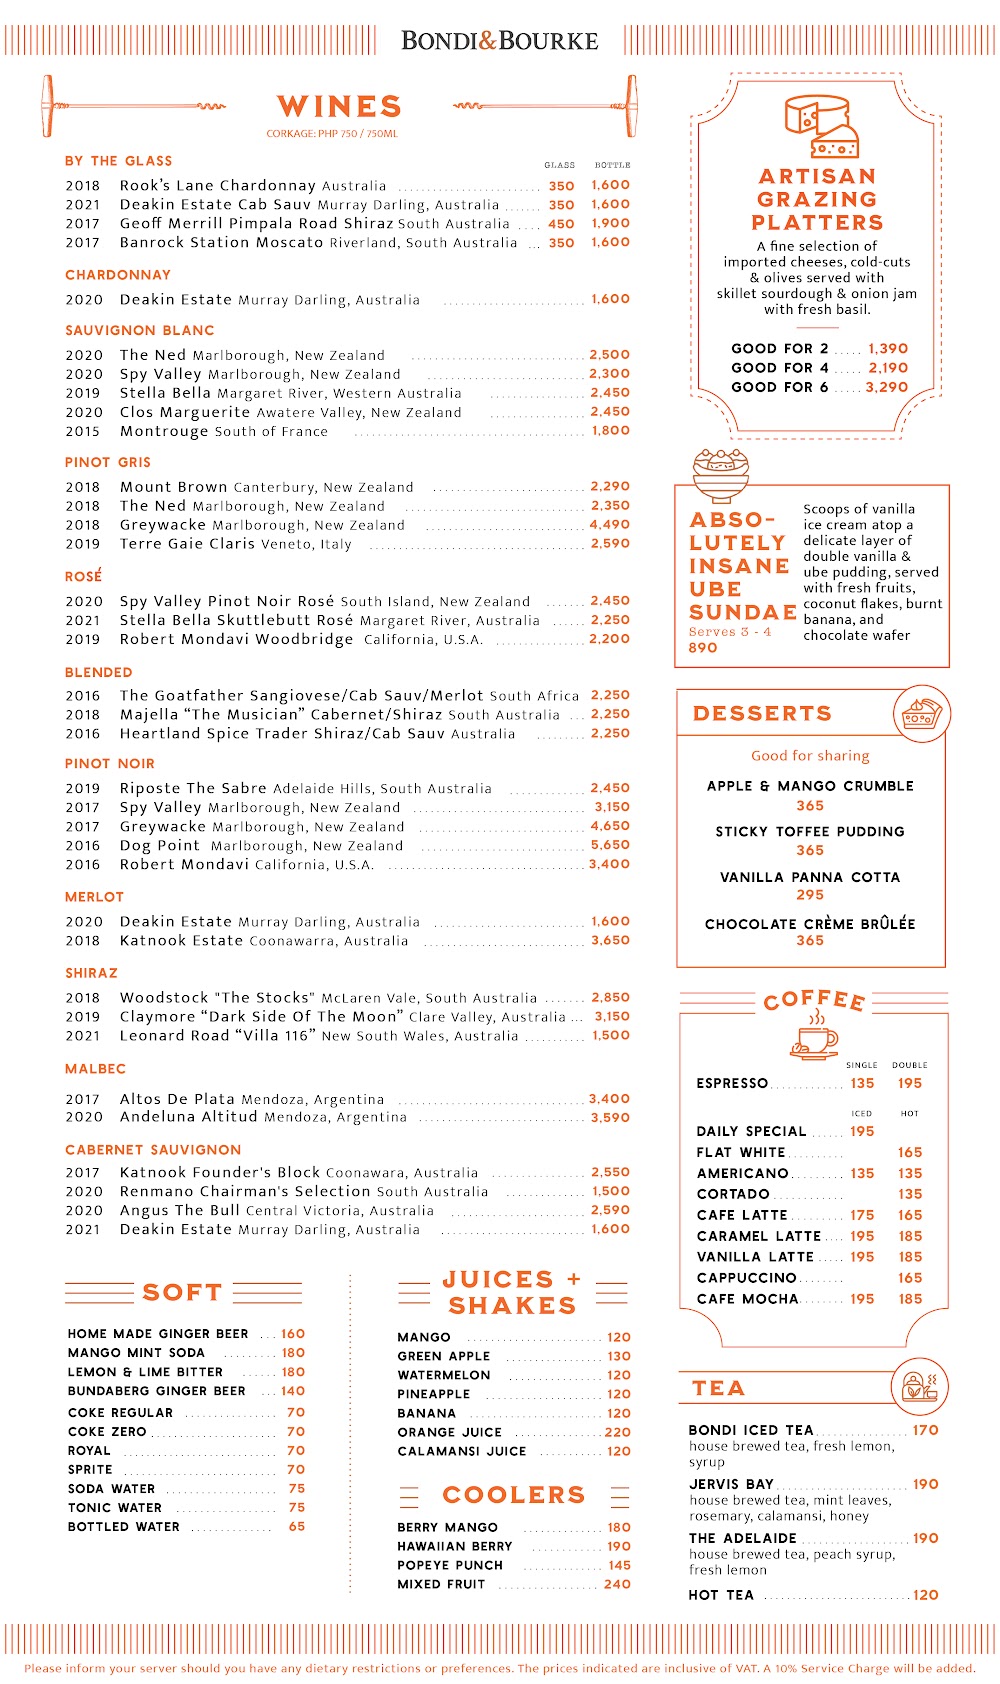 BONDI&BOURKE
WINES
CORKAGE: PHP 750 / 750ML
BY THE GLASS GLASS BOTTLE
2018 Rook's Lane Chardonnay Australia 350 1,600
2021 Deakin Estate Cab Sauv Murray Darling, Australia 350 1,600
2017 Geoff Merrill Pimpala Road Shiraz South Australia 450 1,900
2017 Banrock Station Moscato Riverland, South Australia 350 1,600
CHARDONNAY
2020 Deakin Estate Murray Darling, Australia 1,600
SAUVIGNON BLANC
2020 The Ned Marlborough, New Zealand 2,500
2020 Spy Valley Marlborough, New Zealand 2,300
2019 Stella Bella Margaret River, Western Australia 2,450
2020 Clos Marguerite Awatere Valley, New Zealand 2,450
2015 Montrouge South of France 1,800
PINOT GRIS
2018 Mount Brown Canterbury, New Zealand 2,290
2018 The Ned Marlborough, New Zealand 2,350
2018 Greywacke Marlborough, New Zealand 4,490
2019 Terre Gaie Claris Veneto, Italy 2,590
ROSÉ
2020 Spy Valley Pinot Noir Rosé South Island, New Zealand 2,450
2021 Stella Bella Skuttlebutt Rosé Margaret River, Australia 2,250
2019 Robert Mondavi Woodbridge California, U.S.A. 2,200
BLENDED
2016 The Goatfather Sangiovese/Cab Sauv/Merlot South Africa 2,250
2018 Majella “The Musician” Cabernet/Shiraz South Australia 2,250
2016 Heartland Spice Trader Shiraz/Cab Sauv Australia 2,250
PINOT NOIR
2019 Riposte The Sabre Adelaide Hills, South Australia 2,450
2017 Spy Valley Marlborough, New Zealand 3,150
2017 Greywacke Marlborough, New Zealand 4,650
2016 Dog Point Marlborough, New Zealand 5,650
2016 Robert Mondavi California, U.S.A. 3,400
MERLOT
2020 Deakin Estate Murray Darling, Australia 1,600
2018 Katnook Estate Coonawarra, Australia 3,650
SHIRAZ
2018 Woodstock "The Stocks" McLaren Vale, South Australia 2,850
2019 Claymore “Dark Side Of The Moon” Clare Valley, Australia 3,150
2021 Leonard Road “Villa 116” New South Wales, Australia 1,500
MALBEC
2017 Altos De Plata Mendoza, Argentina 3,400
2020 Andeluna Altitud Mendoza, Argentina 3,590
CABERNET SAUVIGNON
2017 Katnook Founder's Block Coonawara, Australia 2,550
2020 Renmano Chairman's Selection South Australia 1,500
2020 Angus The Bull Central Victoria, Australia 2,590
2021 Deakin Estate Murray Darling, Australia 1,600
SOFT
HOME MADE GINGER BEER 160
MANGO MINT SODA 180
LEMON & LIME BITTER 180
BUNDABERG GINGER BEER 140
COKE REGULAR 70
COKE ZERO 70
ROYAL 70
SPRITE 70
SODA WATER 75
TONIC WATER 75
BOTTLED WATER 65
JUICES +
SHAKES
MANGO 120
GREEN APPLE 130
WATERMELON 120
PINEAPPLE 120
BANANA 120
ORANGE JUICE 220
CALAMANSI JUICE 120
COOLERS
BERRY MANGO 180
HAWAIIAN BERRY 190
POPEYE PUNCH 145
MIXED FRUIT 240
ARTISAN
GRAZING
PLATTERS
A fine selection of
imported cheeses, cold-cuts
& olives served with
skillet sourdough & onion jam
with fresh basil.
GOOD FOR 2 1,390
GOOD FOR 4 2,190
GOOD FOR 6 3,290
ABSO-
LUTELY
INSANE
UBE
SUNDAE
Serves 3 - 4
890
Scoops of vanilla
ice cream atop a
delicate layer of
double vanilla &
ube pudding, served
with fresh fruits,
coconut flakes, burnt
banana, and
chocolate wafer
DESSERTS
Good for sharing
APPLE & MANGO CRUMBLE
365
STICKY TOFFEE PUDDING
365
VANILLA PANNA COTTA
295
CHOCOLATE CRÈME BRÛLÉE
365
COFFEE
SINGLE DOUBLE
ESPRESSO 135 195
ICED HOT
DAILY SPECIAL 195
FLAT WHITE 165
AMERICANO 135 135
CORTADO 135
CAFE LATTE 175 165
CARAMEL LATTE 195 185
VANILLA LATTE 195 185
CAPPUCCINO 165
CAFE MOCHA 195 185
TEA
BONDI ICED TEA 170
house brewed tea, fresh lemon,
syrup
JERVIS BAY 190
house brewed tea, mint leaves,
rosemary, calamansi, honey
THE ADELAIDE 190
house brewed tea, peach syrup,
fresh lemon
HOT TEA 120
Please inform your server should you have any dietary restrictions or preferences. The prices indicated are inclusive of VAT. A 10% Service Charge will be added.